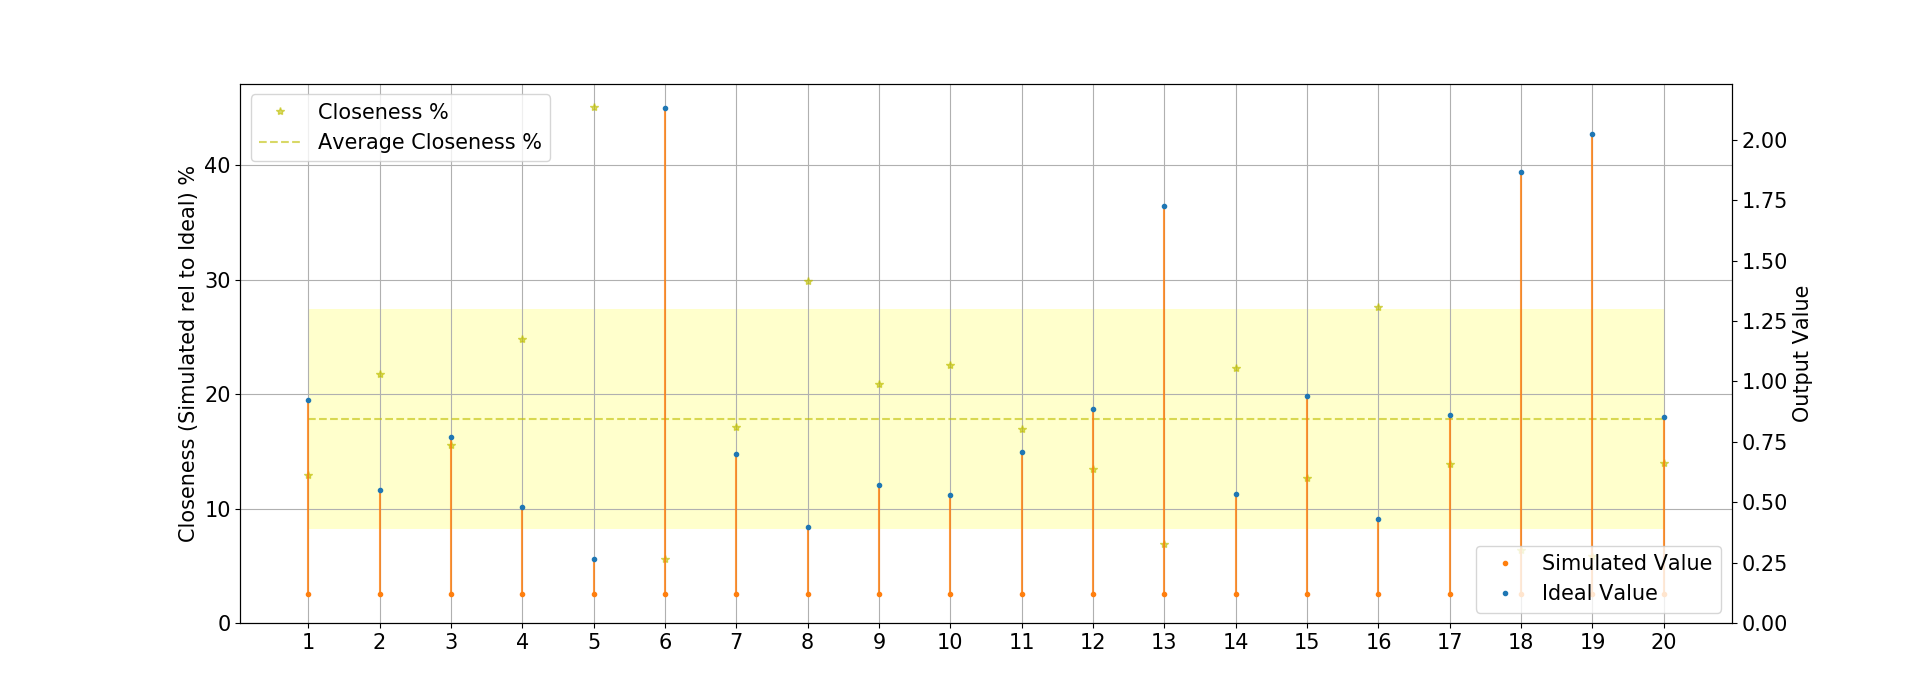 Closeness %
Average Closeness %
Closeness (Simulated rel to Ideal) %
40
30
20
10
0
2.00
1.75
1.50
1.25
1.00
0.75
0.50
0.25
0.00
Output Value
Simulated Value
Ideal Value
1 2 3 4 5 6 7 8 9 10 11 12 13 14 15 16 17 18 19 20